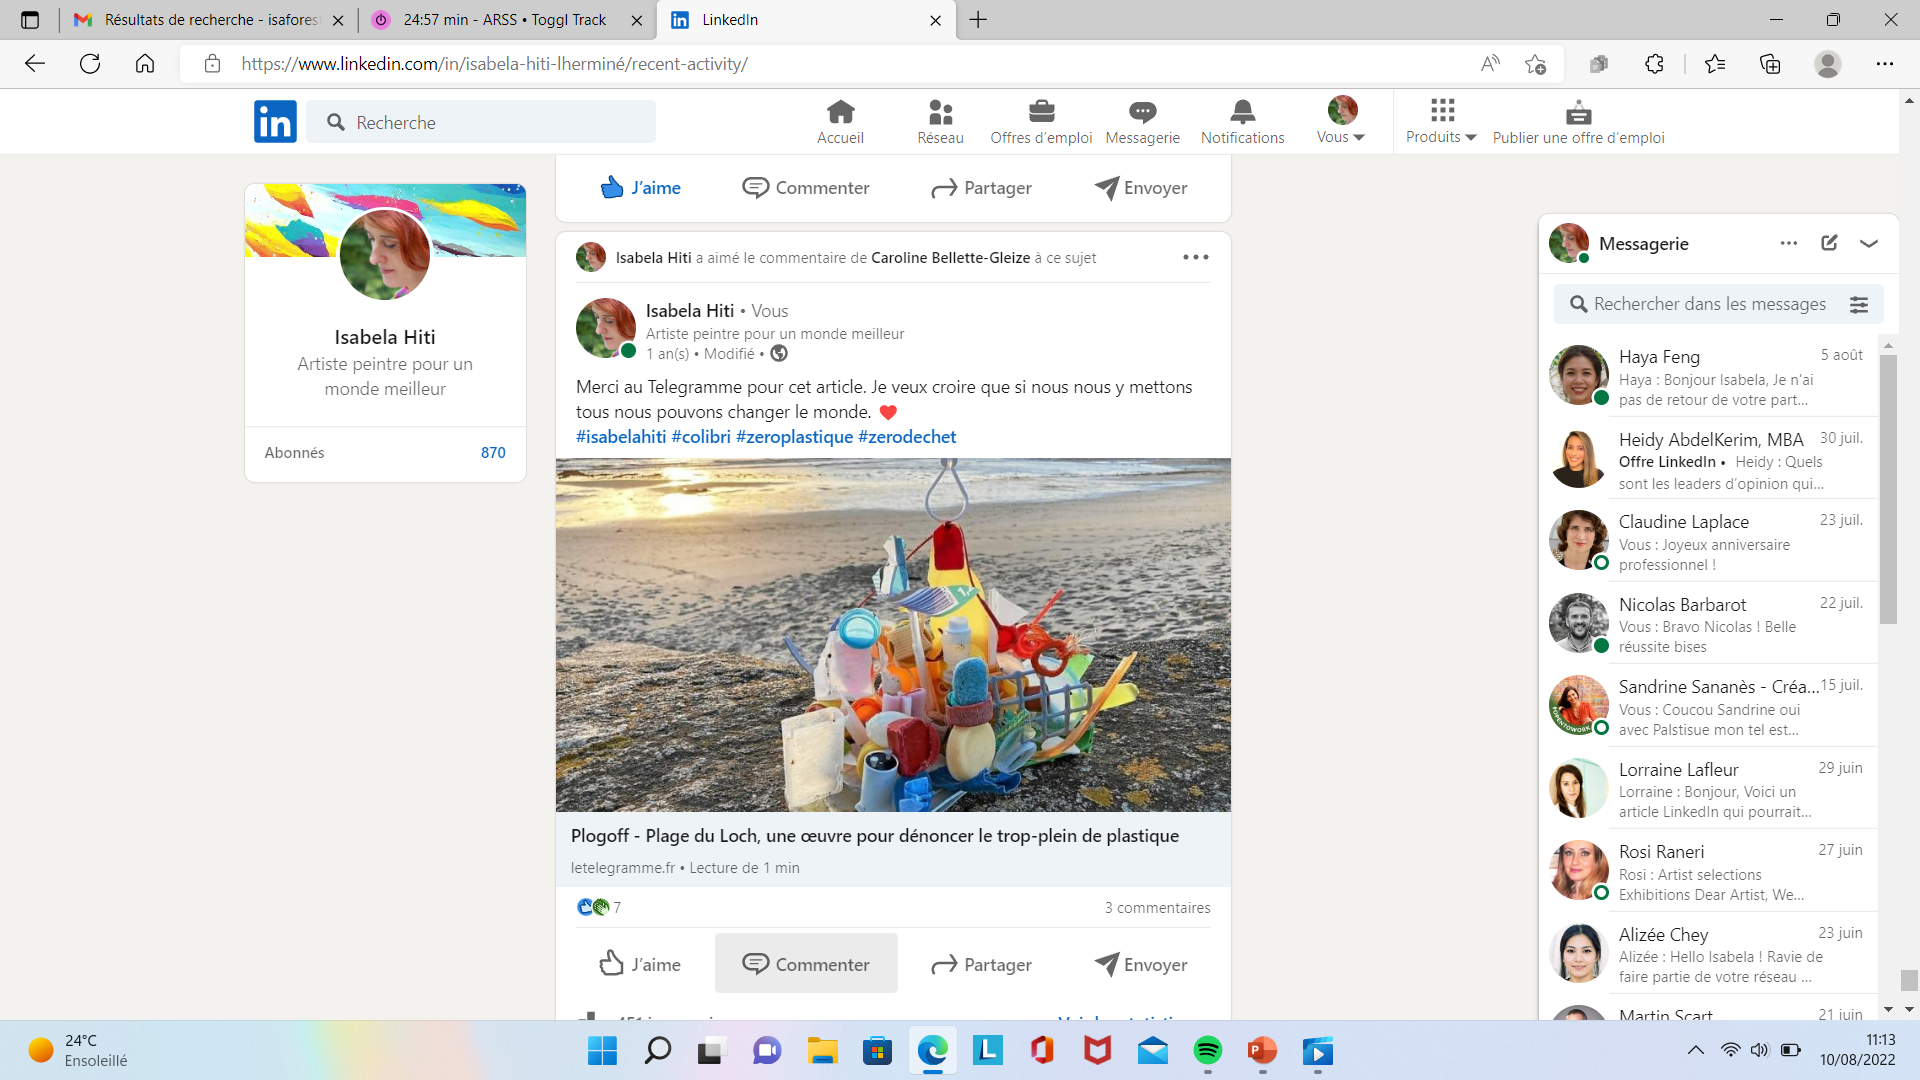 Résultats de recherche - isafores
24:57 min - ARSS • Toggl Track
LinkedIn
https://www.linkedin.com/in/isabela-hiti-lherminé/recent-activity/
in
Recherche
Accueil
Réseau
Offres d'emploi
Messagerie
Notifications
Vous
Produits
Publier une offre d'emploi
J'aime
Commenter
Partager
Envoyer
Isabela Hiti
Artiste peintre pour un
monde meilleur
Abonnés 870
Isabela Hiti a aimé le commentaire de Caroline Bellette-Gleize à ce sujet
Isabela Hiti • Vous
Artiste peintre pour un monde meilleur
1 an(s) • Modifié •
Merci au Telegramme pour cet article. Je veux croire que si nous nous y mettons
tous nous pouvons changer le monde.
#isabelahiti #colibri #zeroplastique #zerodechet
Plogoff - Plage du Loch, une œuvre pour dénoncer le trop-plein de plastique
letelegramme.fr • Lecture de 1 min
7
3 commentaires
J'aime
Commenter
Partager
Envoyer
Messagerie
Rechercher dans les messages
Haya Feng 5 août
Haya : Bonjour Isabela, Je n'ai
pas de retour de votre part...
Heidy AbdelKerim, MBA 30 juil.
Offre LinkedIn • Heidy : Quels
sont les leaders d'opinion qui...
Claudine Laplace 23 juil.
Vous : Joyeux anniversaire
professionnel !
Nicolas Barbarot 22 juil.
Vous : Bravo Nicolas ! Belle
réussite bises
Sandrine Sananès - Créa... 15 juil.
Vous : Coucou Sandrine oui
avec Palstisue mon tel est...
Lorraine Lafleur 29 juin
Lorraine : Bonjour, Voici un
article LinkedIn qui pourrait...
Rosi Raneri 27 juin
Rosi : Artist selections
Exhibitions Dear Artist, We...
Alizée Chey 23 juin
Alizée : Hello Isabela ! Ravie de
faire partie de votre réseau ...
Martin Scart 21 juin
24°C
Ensoleillé
11:13
10/08/2022